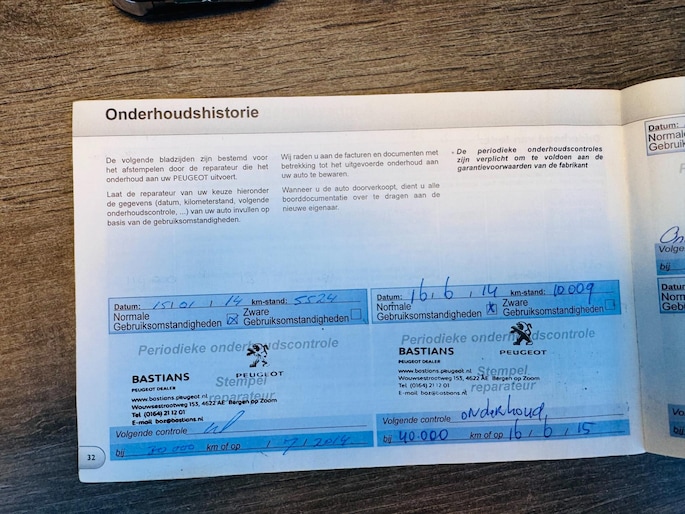 Onderhoudshistorie
De volgende bladzijden zijn bestemd voor
het afstempelen door de reparateur die het
onderhoud aan uw PEUGEOT uitvoert.
Laat de reparateur van uw keuze hieronder
de gegevens (datum, kilometerstand, volgende
onderhoudscontrole, ...) van uw auto invullen op
basis van de gebruiksomstandigheden.
Wij raden u aan de facturen en documenten met
betrekking tot het uitgevoerde onderhoud aan
uw auto te bewaren.
Wanneer u de auto doorverkoopt, dient u alle
boorddocumentatie over te dragen aan de
nieuwe eigenaar.
- De periodieke onderhoudscontroles
zijn verplicht om te voldoen aan de
garantievoorwaarden van de fabrikant
Datum: 15 01 14 km-stand: 5524
Normale
Gebruiksomstandigheden
Zware
Gebruiksomstandigheden
Periodieke onderhoudscontrole
PEUGEOT
BASTIANS
PEUGEOT DEALER
Stempel
reparateur
www.bastians.peugeot.nl
Wouwsestraatweg 153, 4622 AE Bergen op Zoom
Tel. (0164) 21 12 01
E-mail boz@bastians.nl
Volgende controle
bij km of op 1 7 2014
32
Datum: 16 6 14 km-stand: 10.009
Normale
Gebruiksomstandigheden
Zware
Gebruiksomstandigheden
Periodieke onderhoudscontrole
PEUGEOT
BASTIANS
PEUGEOT DEALER
Stempel
reparateur
www.bastians.peugeot.nl
Wouwsestraatweg 153, 4622 AE Bergen op Zoom
Tel. (0164) 21 12 01
E-mail boz@bastians.nl
Volgende controle onderhoud
bij 40.000 km of op 16 6 15
Datum:
Normale
bij
Datum
Normale